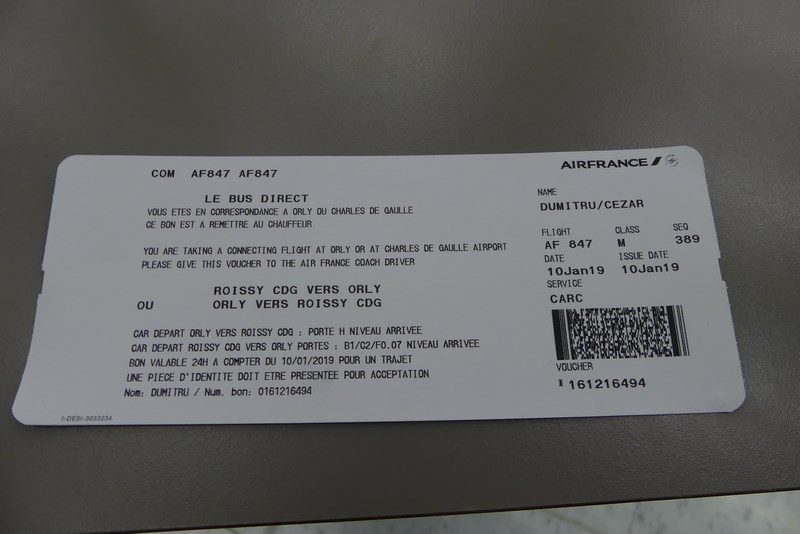 COM AF847 AF847
LE BUS DIRECT
VOUS ETES EN CORRESPONDANCE A ORLY OU CHARLES DE GAULLE
CE BON EST A REMETTRE AU CHAUFFEUR
YOU ARE TAKING A CONNECTING FLIGHT AT ORLY OR AT CHARLES DE GAULLE AIRPORT
PLEASE GIVE THIS VOUCHER TO THE AIR FRANCE COACH DRIVER
ROISSY CDG VERS ORLY
OU ORLY VERS ROISSY CDG
CAR DEPART ORLY VERS ROISSY CDG : PORTE H NIVEAU ARRIVEE
CAR DEPART ROISSY CDG VERS ORLY PORTES : B1/C2/F0.07 NIVEAU ARRIVEE
BON VALABLE 24H A COMPTER DU 10/01/2019 POUR UN TRAJET
UNE PIECE D'IDENTITE DOIT ETRE PRESENTEE POUR ACCEPTATION
Nom: DUMITRU / Num. bon: 0161216494
I-DESI-3033234
AIRFRANCE
NAME
DUMITRU/CEZAR
FLIGHT CLASS SEQ
AF 847 M 389
DATE ISSUE DATE
10Jan19 10Jan19
SERVICE
CARC
VOUCHER
* 161216494